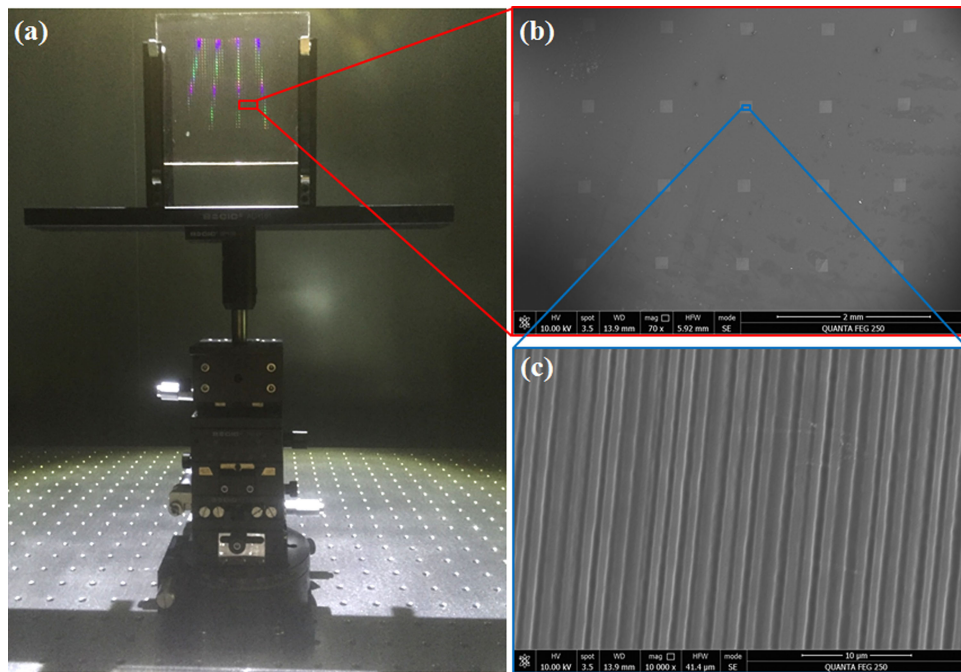 (a)
(b)
HV
spot
WD
mag
HFW
mode
2 mm
10.00 kV
3.5
13.9 mm
70 x
5.92 mm
SE
QUANTA FEG 250
(c)
HV
spot
WD
mag
HFW
mode
10 µm
10.00 kV
3.5
13.9 mm
10 000 x
41.4 µm
SE
QUANTA FEG 250